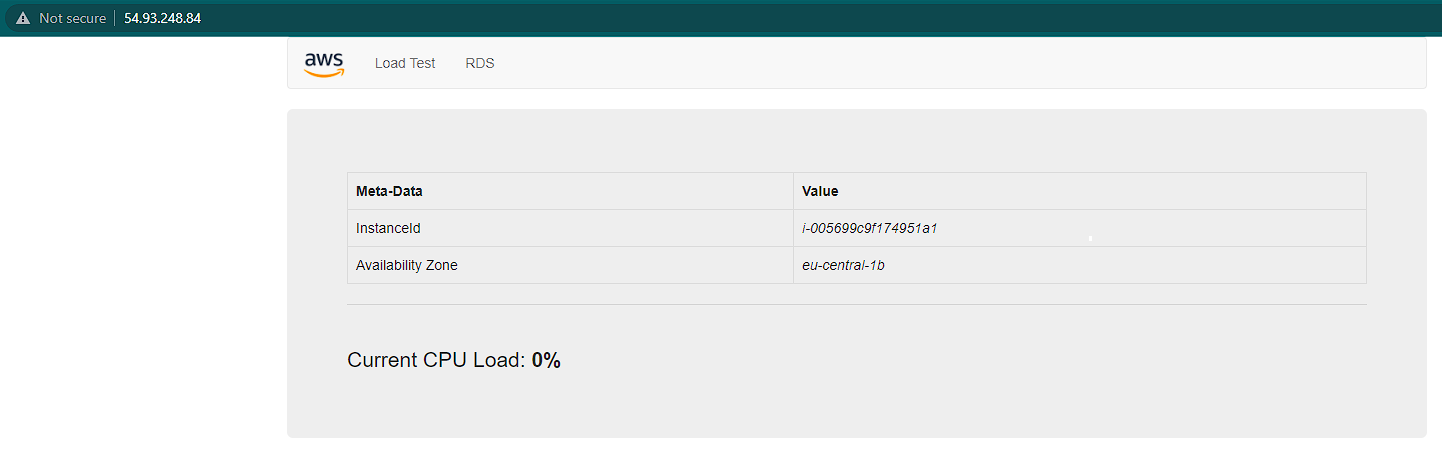 Not secure 54.93.248.84
aws Load Test RDS
Meta-Data Value
InstanceId i-005699c9f174951a1
Availability Zone eu-central-1b
Current CPU Load: 0%